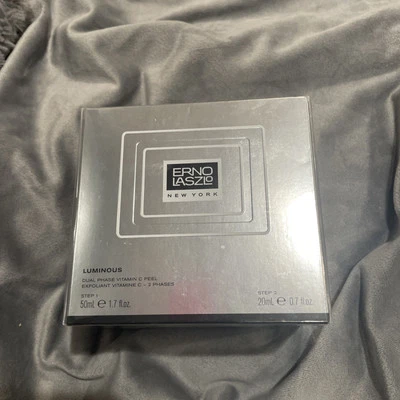 ERNO
LASZLO
NEW YORK
LUMINOUS
DUAL PHASE VITAMIN C PEEL
EXFOLIANT VITAMINE C - 2 PHASES
STEP 1
50mL ℮ 1.7 fl.oz.
STEP 2
20mL ℮ 0.7 fl.oz.